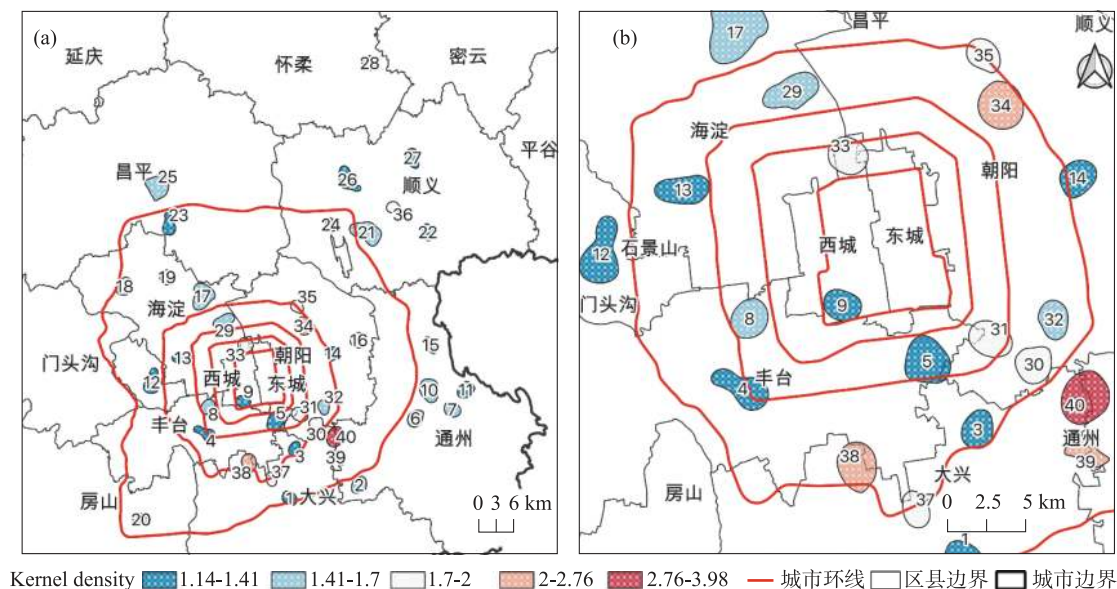 (a)
延庆
怀柔
28
密云
平谷
昌平
25
27
26
顺义
23
36
24
21
22
18
19
17
海淀
35
29
34
门头沟
33
朝阳
14
16
15
13
12
西城
东城
9
8
32
31
10
11
7
6
丰台
4
5
30
40
通州
3
39
38
37
房山
1
大兴
2
20
0 3 6 km
(b)
昌平
顺义
17
35
29
34
海淀
33
朝阳
13
14
石景山
12
西城
东城
门头沟
9
8
32
31
5
30
丰台
4
40
3
通州
38
39
大兴
房山
37
0 2.5 5 km
1
Kernel density 1.14-1.41 1.41-1.7 1.7-2 2-2.76 2.76-3.98 城市环线 区县边界 城市边界